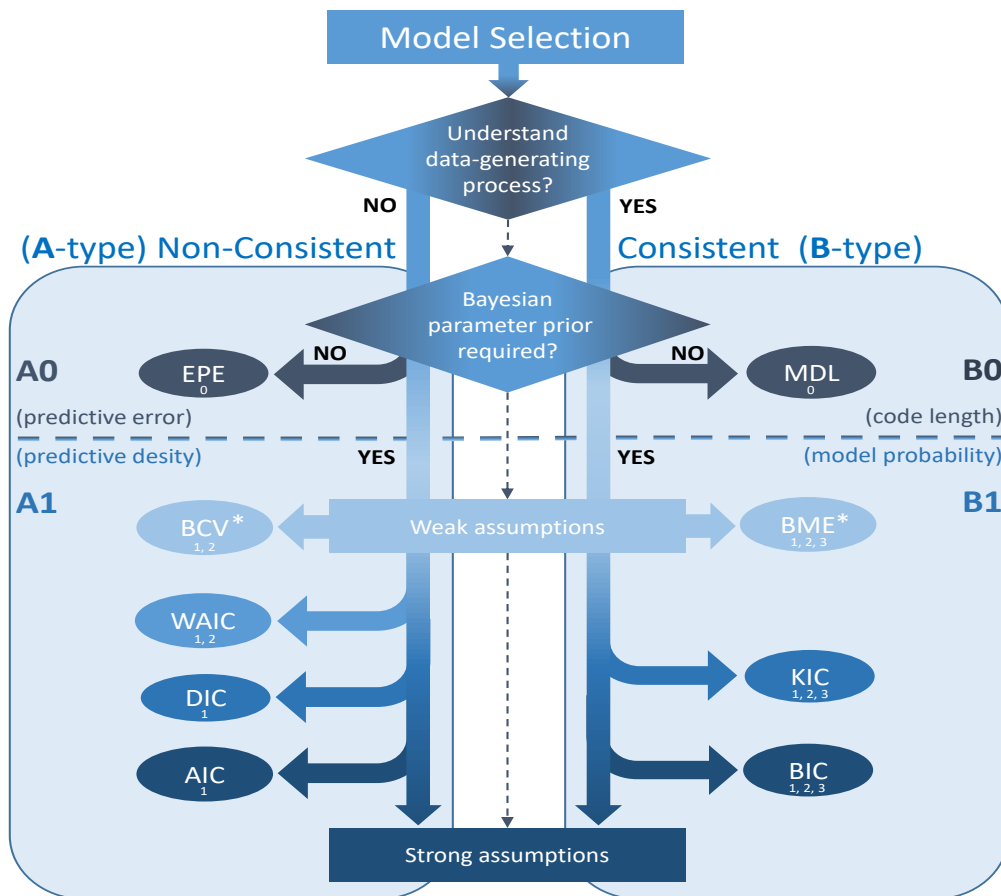 Model Selection
Understand
data-generating
process?
NO
YES
(A-type) Non-Consistent
Consistent (B-type)
Bayesian
parameter prior
required?
NO
NO
A0
EPE
0
MDL
0
B0
(predictive error)
(code length)
(predictive desity)
YES
YES
(model probability)
A1
B1
BCV*
1, 2
Weak assumptions
BME*
1, 2, 3
WAIC
1, 2
KIC
1, 2, 3
DIC
1
AIC
1
BIC
1, 2, 3
Strong assumptions